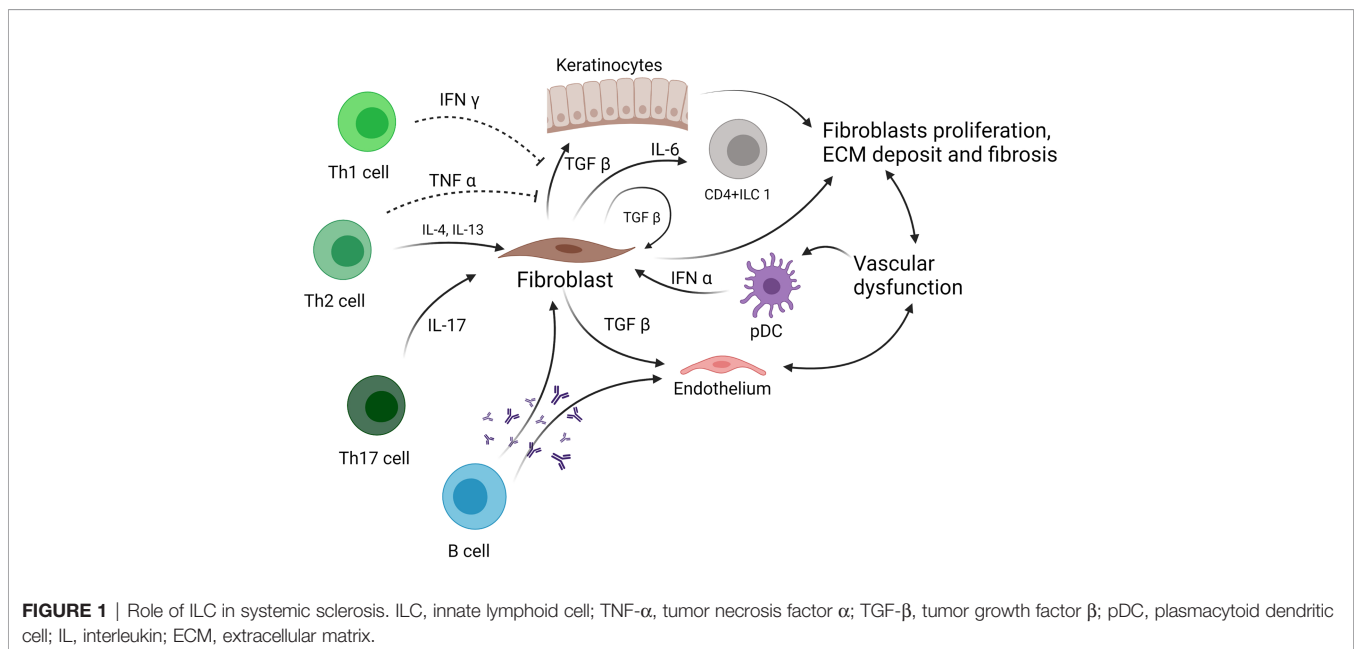 Keratinocytes
IFN γ
Th1 cell
TGF β
IL-6
CD4+ILC 1
Fibroblasts proliferation,
ECM deposit and fibrosis
TNF α
TGF β
IL-4, IL-13
Th2 cell
Fibroblast
IFN α
pDC
Vascular
dysfunction
IL-17
TGF β
Endothelium
Th17 cell
B cell
FIGURE 1 | Role of ILC in systemic sclerosis. ILC, innate lymphoid cell; TNF-α, tumor necrosis factor α; TGF-β, tumor growth factor β; pDC, plasmacytoid dendritic
cell; IL, interleukin; ECM, extracellular matrix.